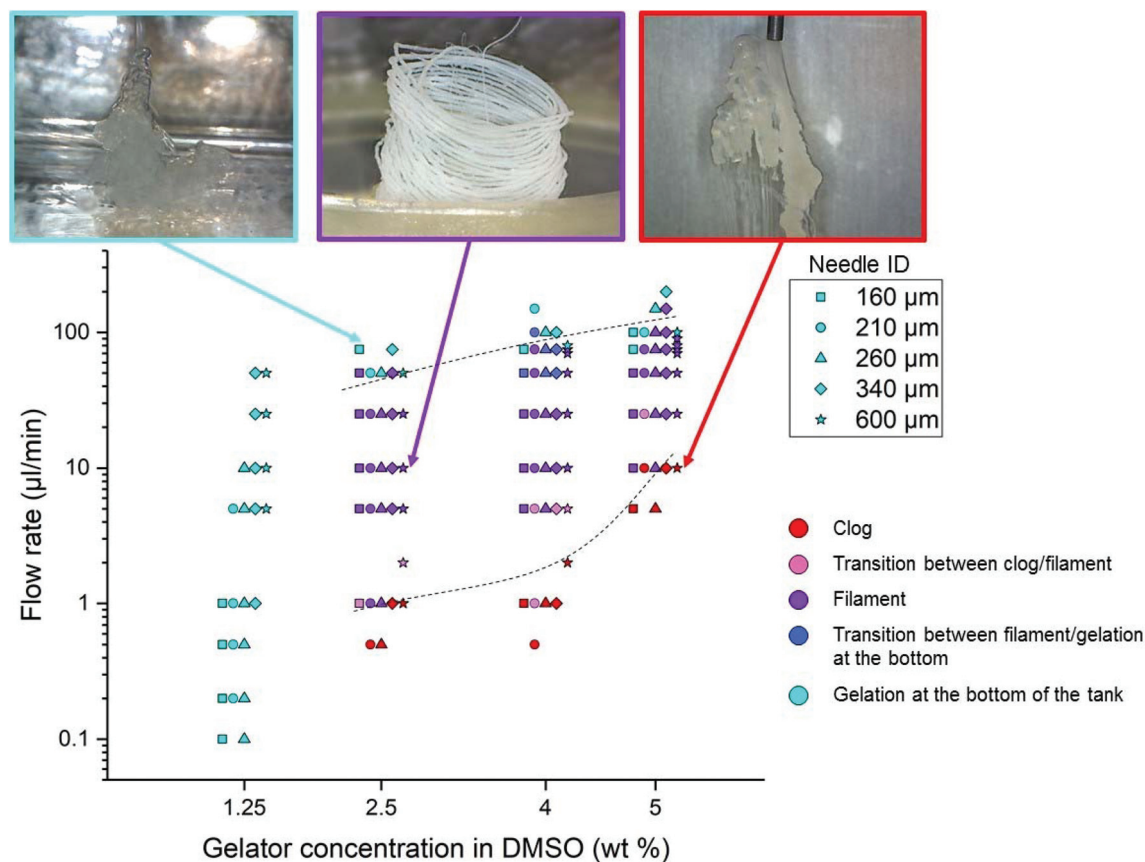 Needle ID
160 µm
210 µm
260 µm
340 µm
600 µm
100
10
1
0.1
Flow rate (µl/min)
Clog
Transition between clog/filament
Filament
Transition between filament/gelation
at the bottom
Gelation at the bottom of the tank
1.25
2.5
4
5
Gelator concentration in DMSO (wt %)